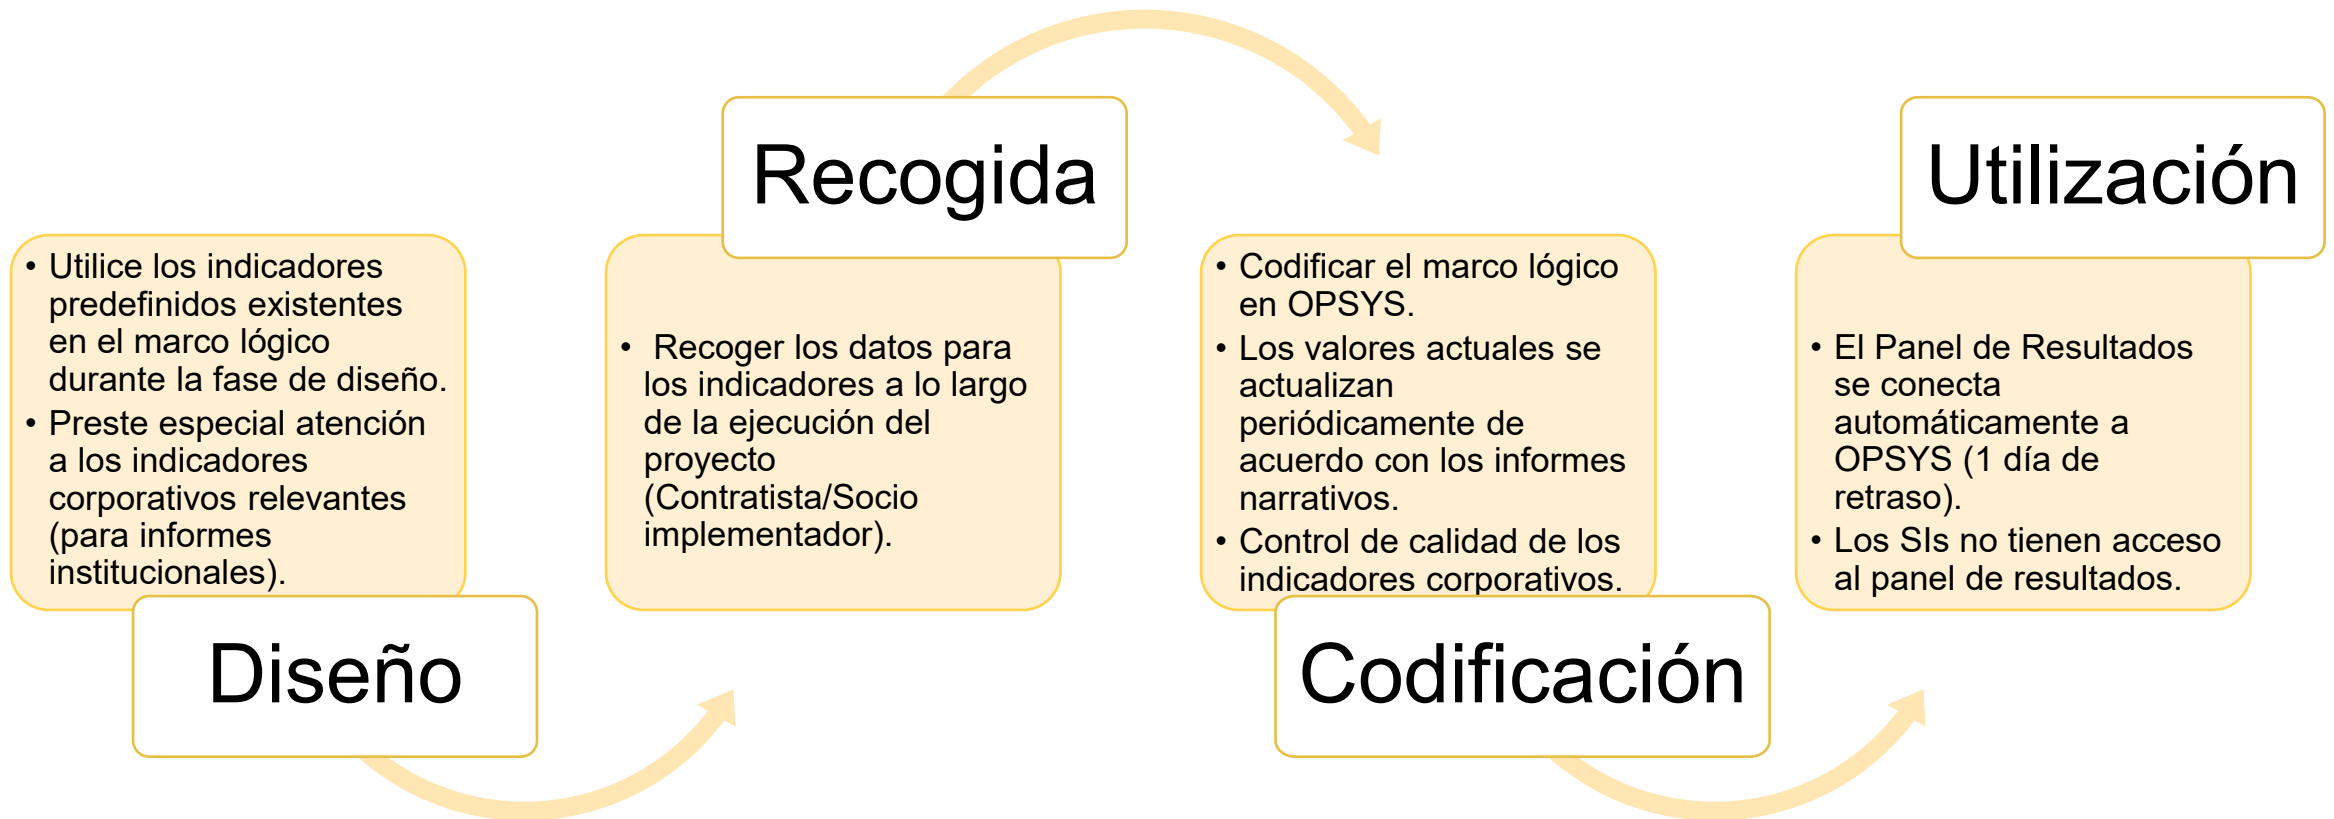 • Utilice los indicadores
predefinidos existentes
en el marco lógico
durante la fase de diseño.
• Preste especial atención
a los indicadores
corporativos relevantes
(para informes
institucionales).
Diseño
Recogida
• Recoger los datos para
los indicadores a lo largo
de la ejecución del
proyecto
(Contratista/Socio
implementador).
• Codificar el marco lógico
en OPSYS.
• Los valores actuales se
actualizan
periódicamente de
acuerdo con los informes
narrativos.
• Control de calidad de los
indicadores corporativos.
Codificación
Utilización
• El Panel de Resultados
se conecta
automáticamente a
OPSYS (1 día de
retraso).
• Los SIs no tienen acceso
al panel de resultados.